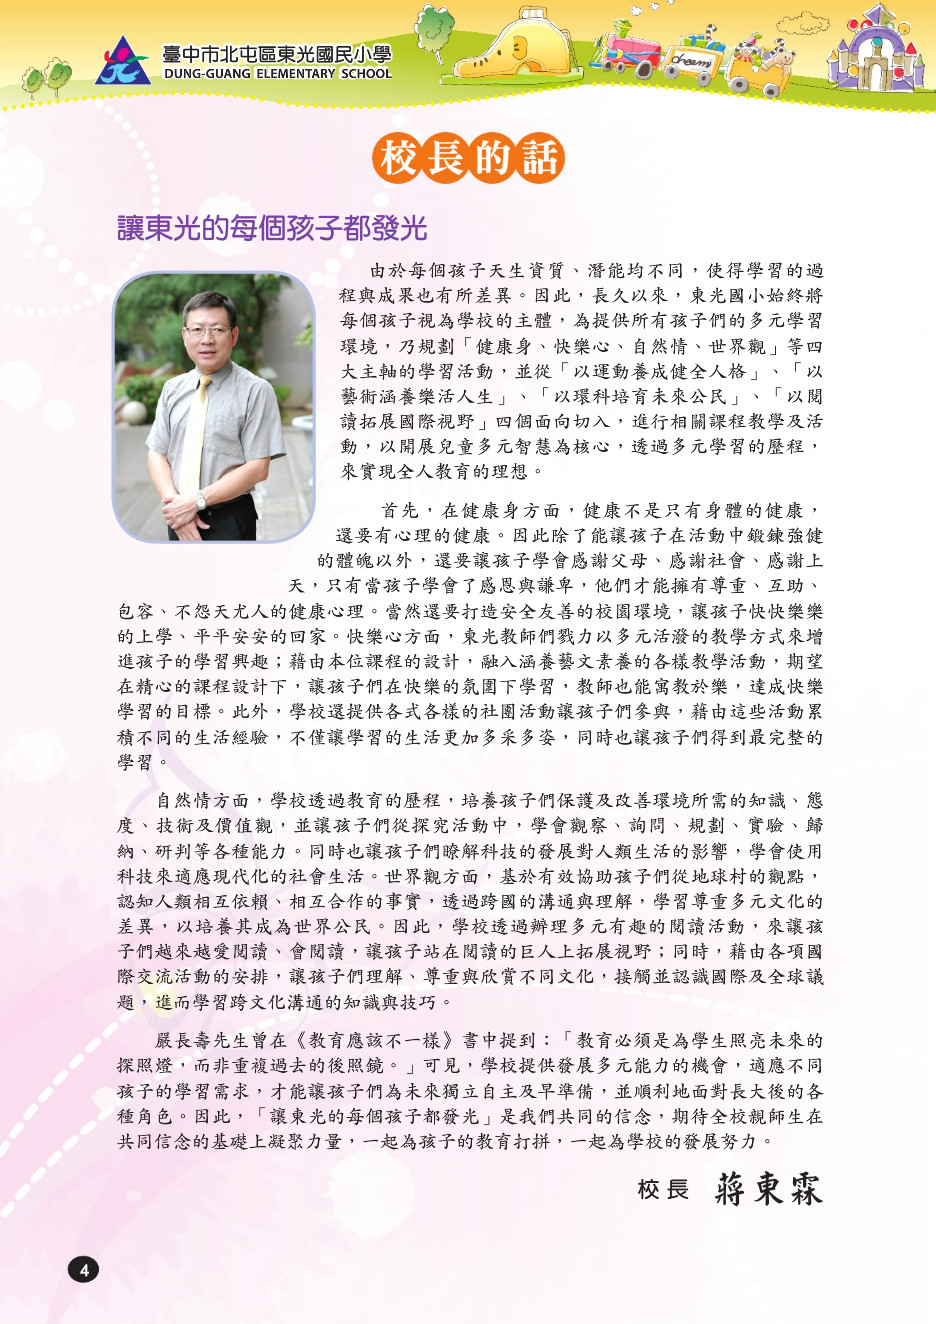 臺中市北屯區東光國民小學
DUNG-GUANG ELEMENTARY SCHOOL
dream
校長的話
讓東光的每個孩子都發光
由於每個孩子天生資質、潛能均不同，使得學習的過
程與成果也有所差異。因此，長久以來，東光國小始終將
每個孩子視為學校的主體，為提供所有孩子們的多元學習
環境，乃規劃「健康身、快樂心、自然情、世界觀」等四
大主軸的學習活動，並從「以運動養成健全人格」、「以
藝術涵養樂活人生」、「以環科培育未來公民」、「以閱
讀拓展國際視野」四個面向切入，進行相關課程教學及活
動，以開展兒童多元智慧為核心，透過多元學習的歷程，
來實現全人教育的理想。
首先，在健康身方面，健康不是只有身體的健康，
還要有心理的健康。因此除了能讓孩子在活動中鍛鍊強健
的體魄以外，還要讓孩子學會感謝父母、感謝社會、感謝上
天，只有當孩子學會了感恩與謙卑，他們才能擁有尊重、互助、
包容、不怨天尤人的健康心理。當然還要打造安全友善的校園環境，讓孩子快快樂樂
的上學、平平安安的回家。快樂心方面，東光教師們戮力以多元活潑的教學方式來增
進孩子的學習興趣；藉由本位課程的設計，融入涵養藝文素養的各樣教學活動，期望
在精心的課程設計下，讓孩子們在快樂的氛圍下學習，教師也能寓教於樂，達成快樂
學習的目標。此外，學校還提供各式各樣的社團活動讓孩子們參與，藉由這些活動累
積不同的生活經驗，不僅讓學習的生活更加多采多姿，同時也讓孩子們得到最完整的
學習。
自然情方面，學校透過教育的歷程，培養孩子們保護及改善環境所需的知識、態
度、技術及價值觀，並讓孩子們從探究活動中，學會觀察、詢問、規劃、實驗、歸
納、研判等各種能力。同時也讓孩子們瞭解科技的發展對人類生活的影響，學會使用
科技來適應現代化的社會生活。世界觀方面，基於有效協助孩子們從地球村的觀點，
認知人類相互依賴、相互合作的事實，透過跨國的溝通與理解，學習尊重多元文化的
差異，以培養其成為世界公民。因此，學校透過辦理多元有趣的閱讀活動，來讓孩
子們越來越愛閱讀、會閱讀，讓孩子站在閱讀的巨人上拓展視野；同時，藉由各項國
際交流活動的安排，讓孩子們理解、尊重與欣賞不同文化，接觸並認識國際及全球議
題，進而學習跨文化溝通的知識與技巧。
嚴長壽先生曾在《教育應該不一樣》書中提到：「教育必須是為學生照亮未來的
探照燈，而非重複過去的後照鏡。」可見，學校提供發展多元能力的機會，適應不同
孩子的學習需求，才能讓孩子們為未來獨立自主及早準備，並順利地面對長大後的各
種角色。因此，「讓東光的每個孩子都發光」是我們共同的信念，期待全校親師生在
共同信念的基礎上凝聚力量，一起為孩子的教育打拼，一起為學校的發展努力。
校長 蔣東霖
4